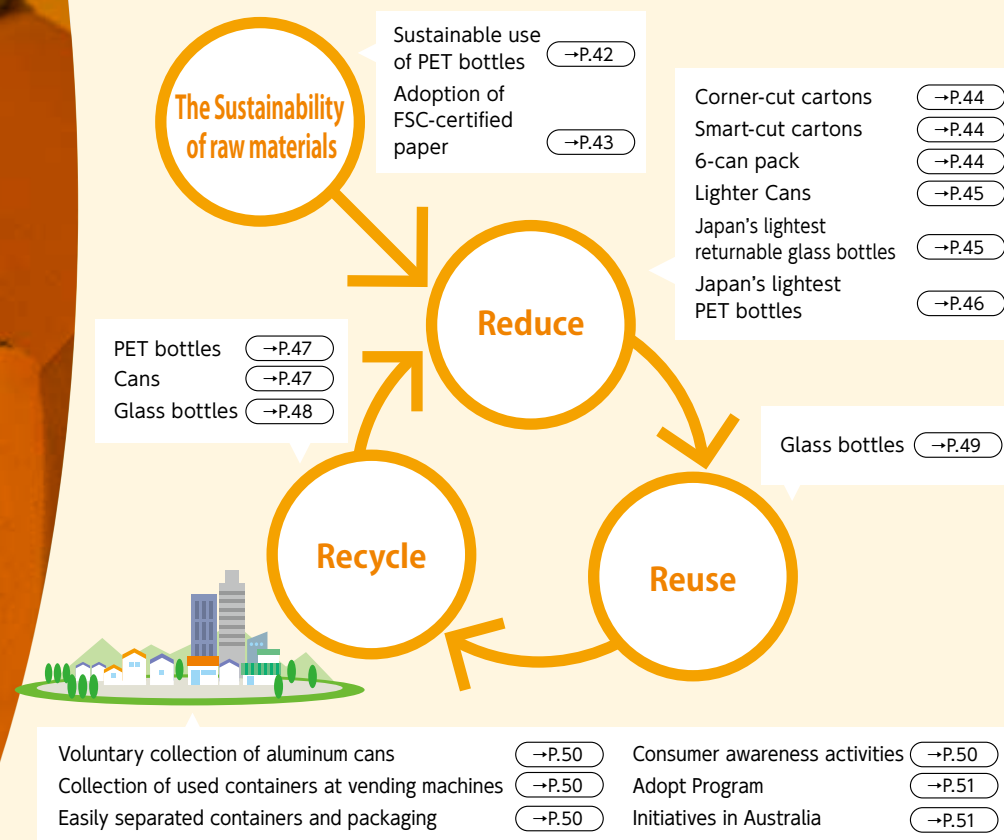 The Sustainability
of raw materials
Sustainable use
of PET bottles →P.42
Adoption of
FSC-certified
paper →P.43
Reduce
Corner-cut cartons →P.44
Smart-cut cartons →P.44
6-can pack →P.44
Lighter Cans →P.45
Japan's lightest
returnable glass bottles →P.45
Japan's lightest
PET bottles →P.46
PET bottles →P.47
Cans →P.47
Glass bottles →P.48
Glass bottles →P.49
Recycle
Reuse
Voluntary collection of aluminum cans →P.50
Collection of used containers at vending machines →P.50
Easily separated containers and packaging →P.50
Consumer awareness activities →P.50
Adopt Program →P.51
Initiatives in Australia →P.51